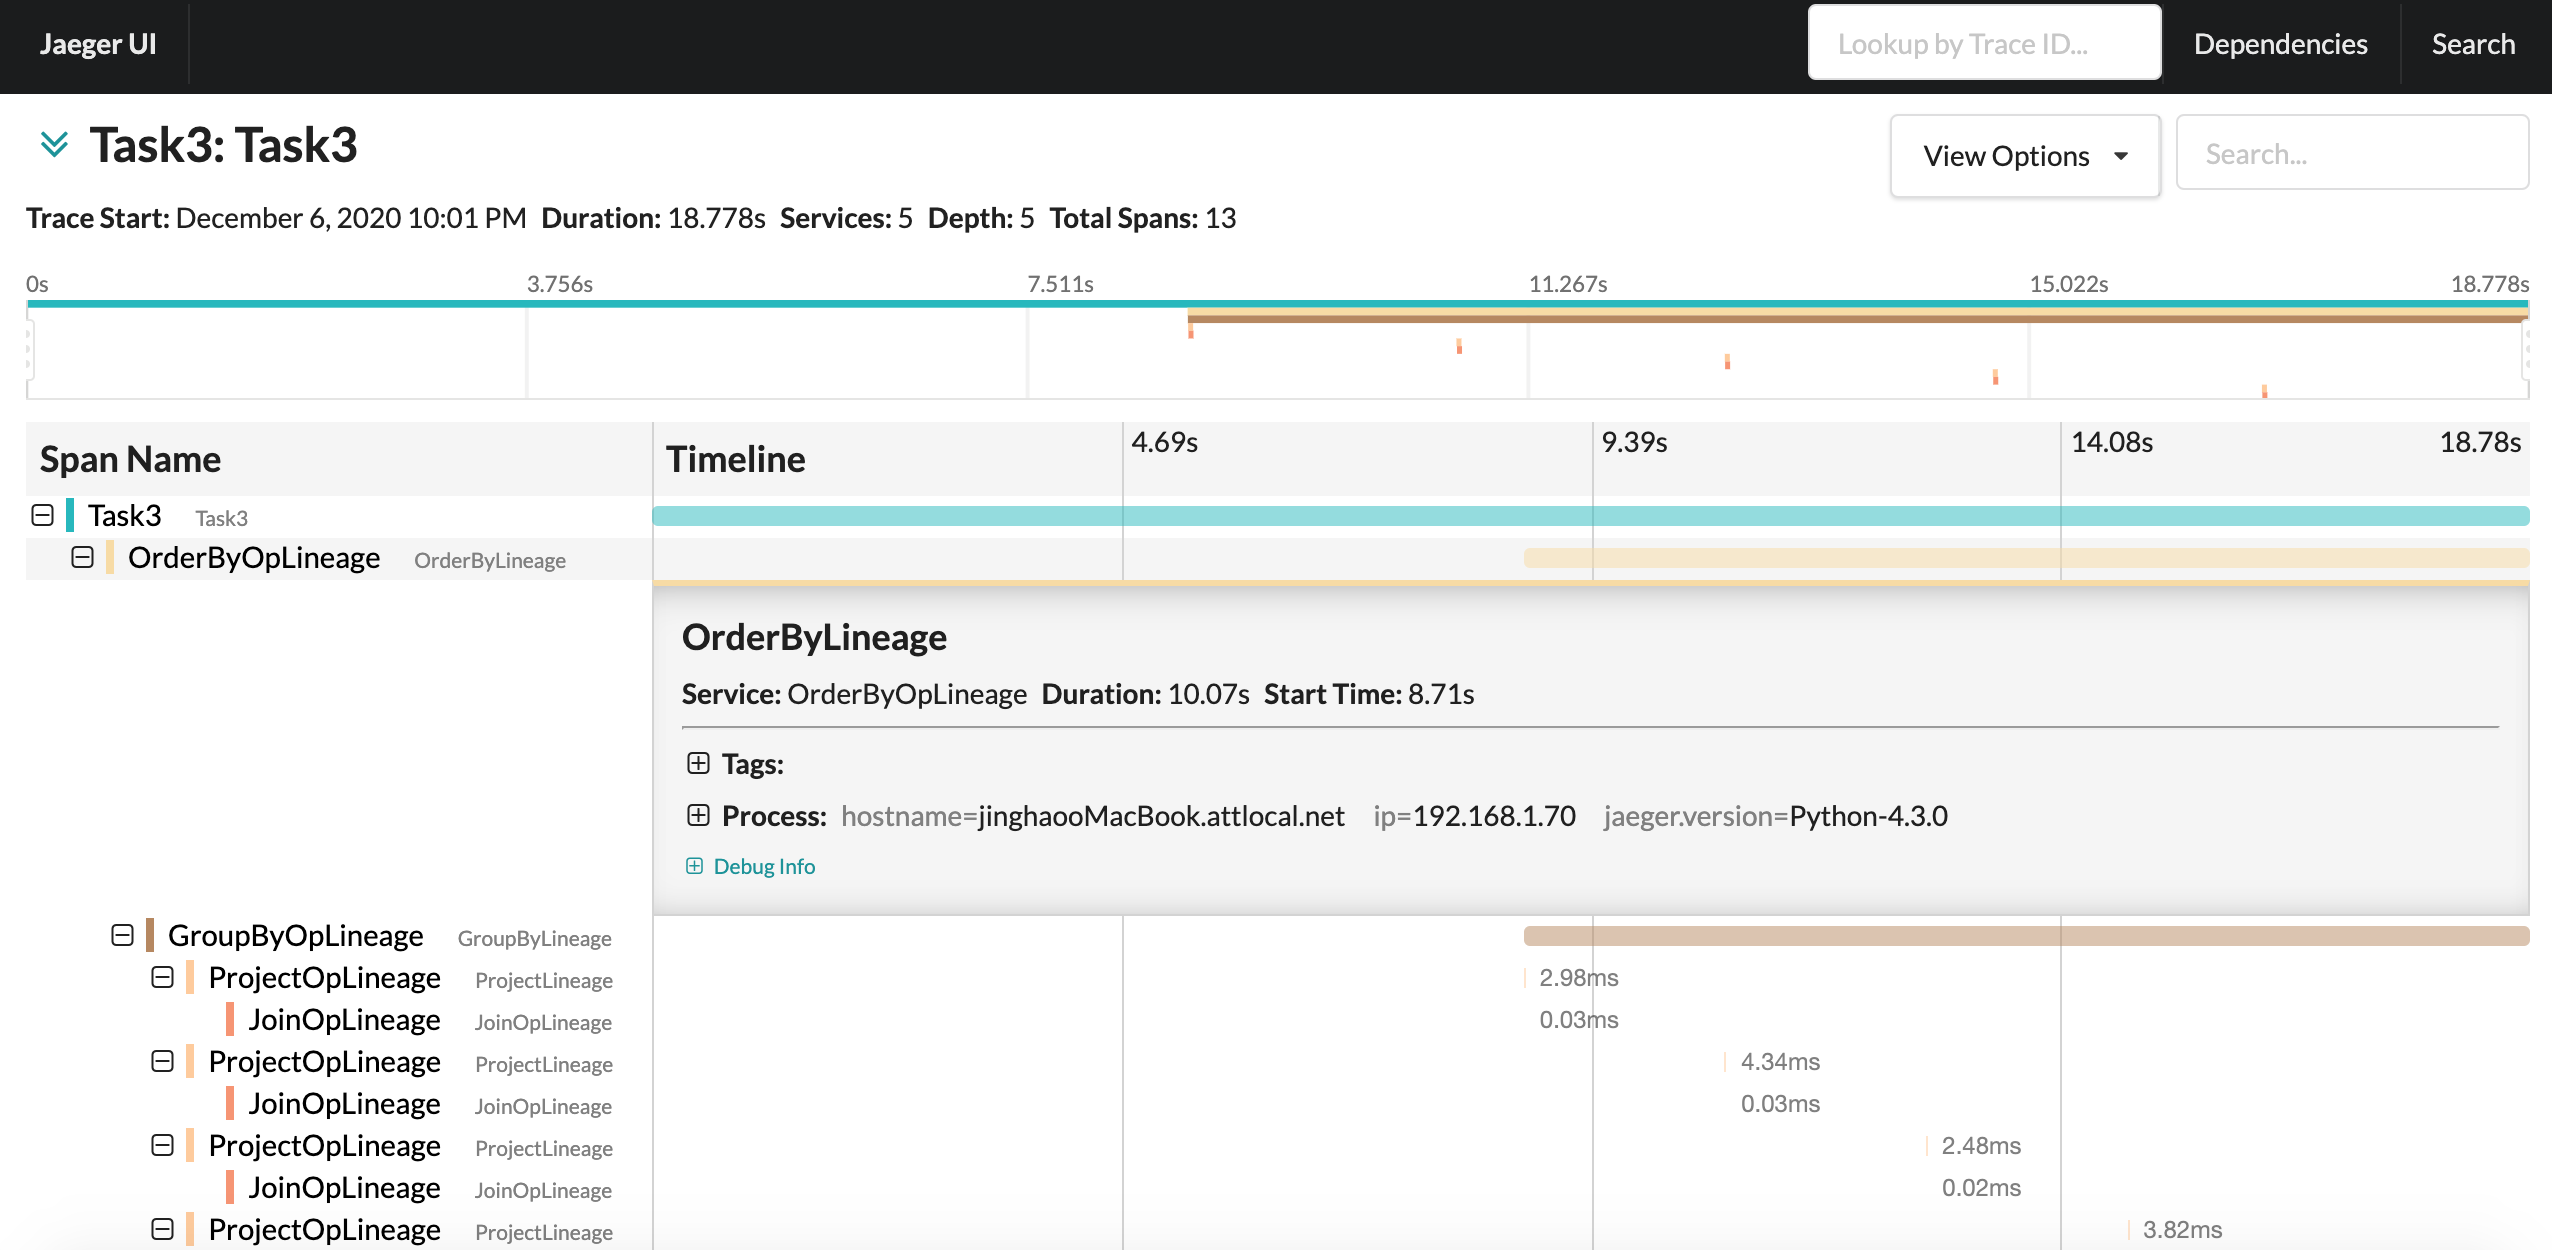 Jaeger UI
Lookup by Trace ID...
Dependencies
Search
Task3: Task3
View Options
Search...
Trace Start: December 6, 2020 10:01 PM Duration: 18.778s Services: 5 Depth: 5 Total Spans: 13
0s 3.756s 7.511s 11.267s 15.022s 18.778s
Span Name Timeline 4.69s 9.39s 14.08s 18.78s
Task3 Task3
OrderByOpLineage OrderByLineage
OrderByLineage
Service: OrderByOpLineage Duration: 10.07s Start Time: 8.71s
Tags:
Process: hostname=jinghaooMacBook.attlocal.net ip=192.168.1.70 jaeger.version=Python-4.3.0
Debug Info
GroupByOpLineage GroupByLineage
ProjectOpLineage ProjectLineage 2.98ms
JoinOpLineage JoinOpLineage 0.03ms
ProjectOpLineage ProjectLineage 4.34ms
JoinOpLineage JoinOpLineage 0.03ms
ProjectOpLineage ProjectLineage 2.48ms
JoinOpLineage JoinOpLineage 0.02ms
ProjectOpLineage ProjectLineage 3.82ms